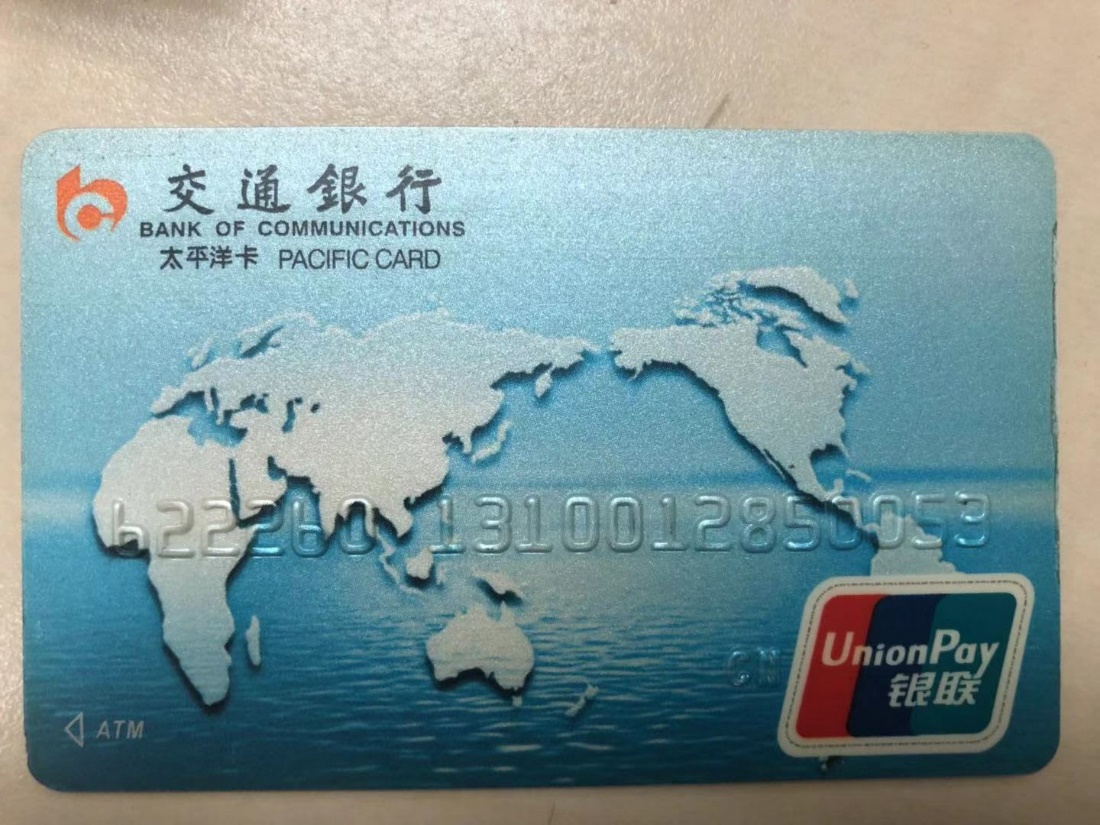 交通銀行
BANK OF COMMUNICATIONS
太平洋卡 PACIFIC CARD
622260 1310012850053
CN
UnionPay
银联
ATM